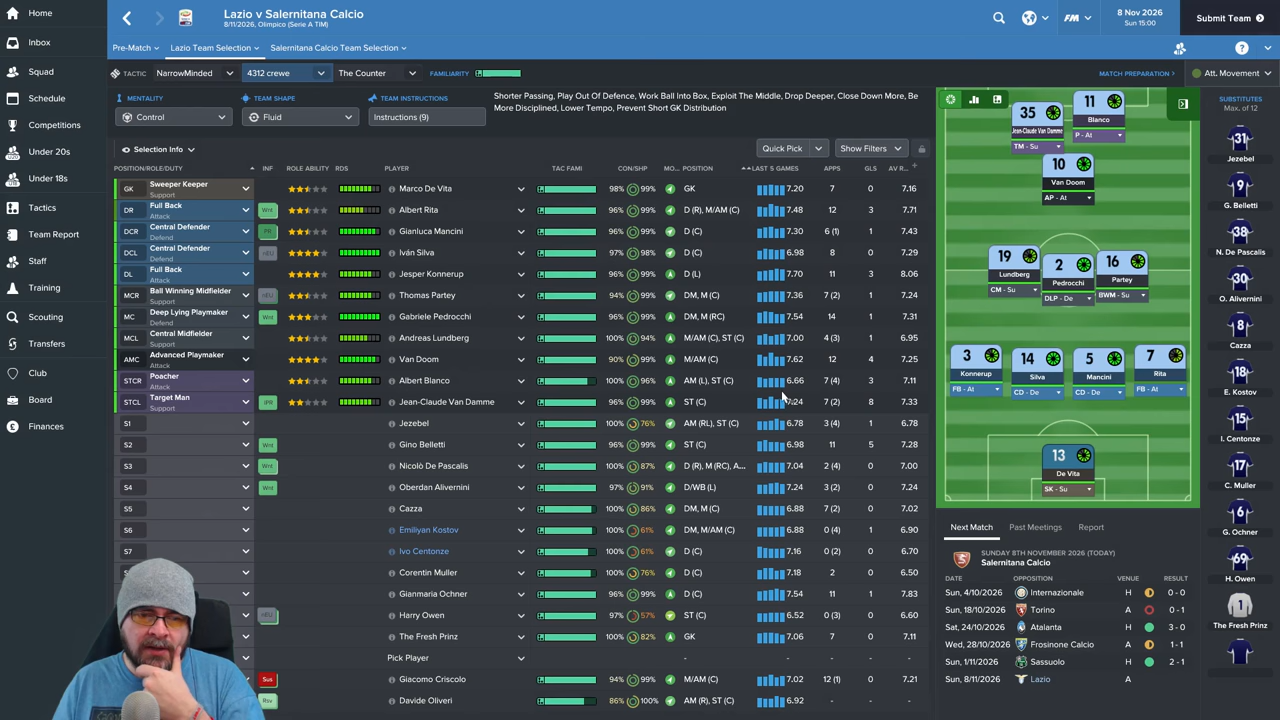 Home
Inbox
Squad
Schedule
Competitions
Under 20s
Under 18s
Tactics
Team Report
Staff
Training
Scouting
Transfers
Club
Board
Finances
Lazio v Salernitana Calcio
8/11/2026, Olimpico (Serie A TIM)
FM
8 Nov 2026
Sun 15:00
Submit Team
Pre-Match
Lazio Team Selection
Salernitana Calcio Team Selection
TACTIC NarrowMinded 4312 crewe The Counter FAMILIARITY
MATCH PREPARATION > Att. Movement
MENTALITY TEAM SHAPE TEAM INSTRUCTIONS
Control Fluid Instructions (9)
Shorter Passing, Play Out Of Defence, Work Ball Into Box, Exploit The Middle, Drop Deeper, Close Down More, Be
More Disciplined, Lower Tempo, Prevent Short GK Distribution
Selection Info Quick Pick Show Filters
POSITION/ROLE/DUTY INF ROLE ABILITY RDS PLAYER TAC FAMI CON/SHP MO... POSITION LAST 5 GAMES APPS GLS AV R...
GK Sweeper Keeper Support Marco De Vita 98% 99% GK 7.20 7 0 7.16
DR Full Back Attack Wnt Albert Rita 96% 99% D (R), M/AM (C) 7.48 12 3 7.71
DCR Central Defender Defend PR Gianluca Mancini 96% 99% D (C) 7.30 6 (1) 1 7.43
DCL Central Defender Defend nEU Iván Silva 97% 98% D (C) 6.98 8 0 7.29
DL Full Back Attack Jesper Konnerup 96% 99% D (L) 7.70 11 3 8.06
MCR Ball Winning Midfielder Support nEU Thomas Partey 94% 99% DM, M (C) 7.36 7 (2) 1 7.24
MC Deep Lying Playmaker Defend Wnt Gabriele Pedrocchi 96% 99% DM, M (RC) 7.54 14 1 7.31
MCL Central Midfielder Support Andreas Lundberg 100% 94% M/AM (C), ST (C) 7.00 4 (3) 1 6.95
AMC Advanced Playmaker Attack Van Doom 90% 99% M/AM (C) 7.62 12 4 7.25
STCR Poacher Attack Albert Blanco 100% 96% AM (L), ST (C) 6.66 7 (4) 3 7.11
STCL Target Man Support IPR Jean-Claude Van Damme 96% 99% ST (C) 7.24 7 (2) 8 7.33
S1 Jezebel 100% 76% AM (RL), ST (C) 6.78 3 (4) 1 6.78
S2 Wnt Gino Belletti 96% 99% ST (C) 6.98 11 5 7.28
S3 Wnt Nicolò De Pascalis 100% 87% D (R), M (RC), A... 7.04 2 (4) 0 7.00
S4 Wnt Oberdan Alivernini 97% 91% D/WB (L) 7.24 3 (2) 0 7.24
S5 Cazza 100% 86% DM, M (C) 6.88 7 (2) 0 7.02
S6 Emiliyan Kostov 100% 61% DM, M/AM (C) 6.88 0 (4) 1 6.90
S7 Ivo Centonze 100% 61% D (C) 7.16 0 (2) 0 6.70
Corentin Muller 100% 76% D (C) 7.18 2 0 6.50
Gianmaria Ochner 100% 99% D (C) 7.54 11 1 7.83
nEU Harry Owen 97% 57% ST (C) 6.52 0 (3) 0 6.60
The Fresh Prinz 100% 82% GK 7.06 7 0 7.11
Pick Player - - - - -
Sus Giacomo Criscolo 94% 99% M/AM (C) 7.02 12 (1) 0 7.21
Rsv Davide Oliveri 86% 100% AM (R), ST (C) 6.92 - - -
35 Jean-Claude Van Damme TM - Su
11 Blanco P - At
10 Van Doom AP - At
19 Lundberg CM - Su
2 Pedrocchi DLP - De
16 Partey BWM - Su
3 Konnerup FB - At
14 Silva CD - De
5 Mancini CD - De
7 Rita FB - At
13 De Vita SK - Su
Next Match Past Meetings Report
SUNDAY 8TH NOVEMBER 2026 (TODAY)
Salernitana Calcio
DATE OPPOSITION VENUE RESULT
Sun, 4/10/2026 Internazionale H 0 - 0
Sun, 18/10/2026 Torino A 0 - 1
Sat, 24/10/2026 Atalanta H 3 - 0
Wed, 28/10/2026 Frosinone Calcio A 1 - 1
Sun, 1/11/2026 Sassuolo H 2 - 1
Sun, 8/11/2026 Lazio A
SUBSTITUTES
Max. of 12
31 Jezebel
9 G. Belletti
38 N. De Pascalis
30 O. Alivernini
8 Cazza
18 E. Kostov
15 I. Centonze
17 C. Muller
6 G. Ochner
69 H. Owen
1 The Fresh Prinz